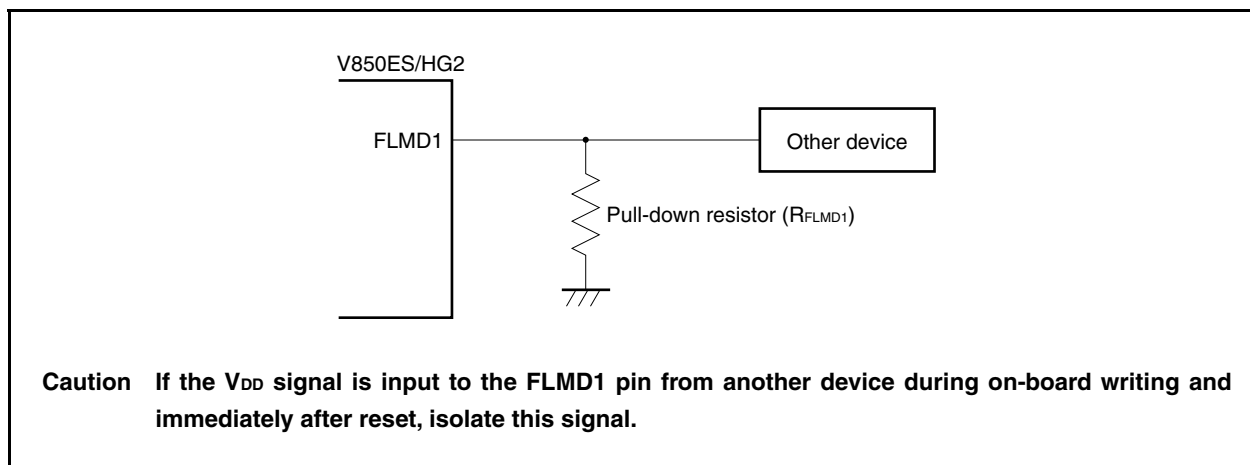 V850ES/HG2
FLMD1
Other device
Pull-down resistor (RFLMD1)
Caution If the VDD signal is input to the FLMD1 pin from another device during on-board writing and
immediately after reset, isolate this signal.